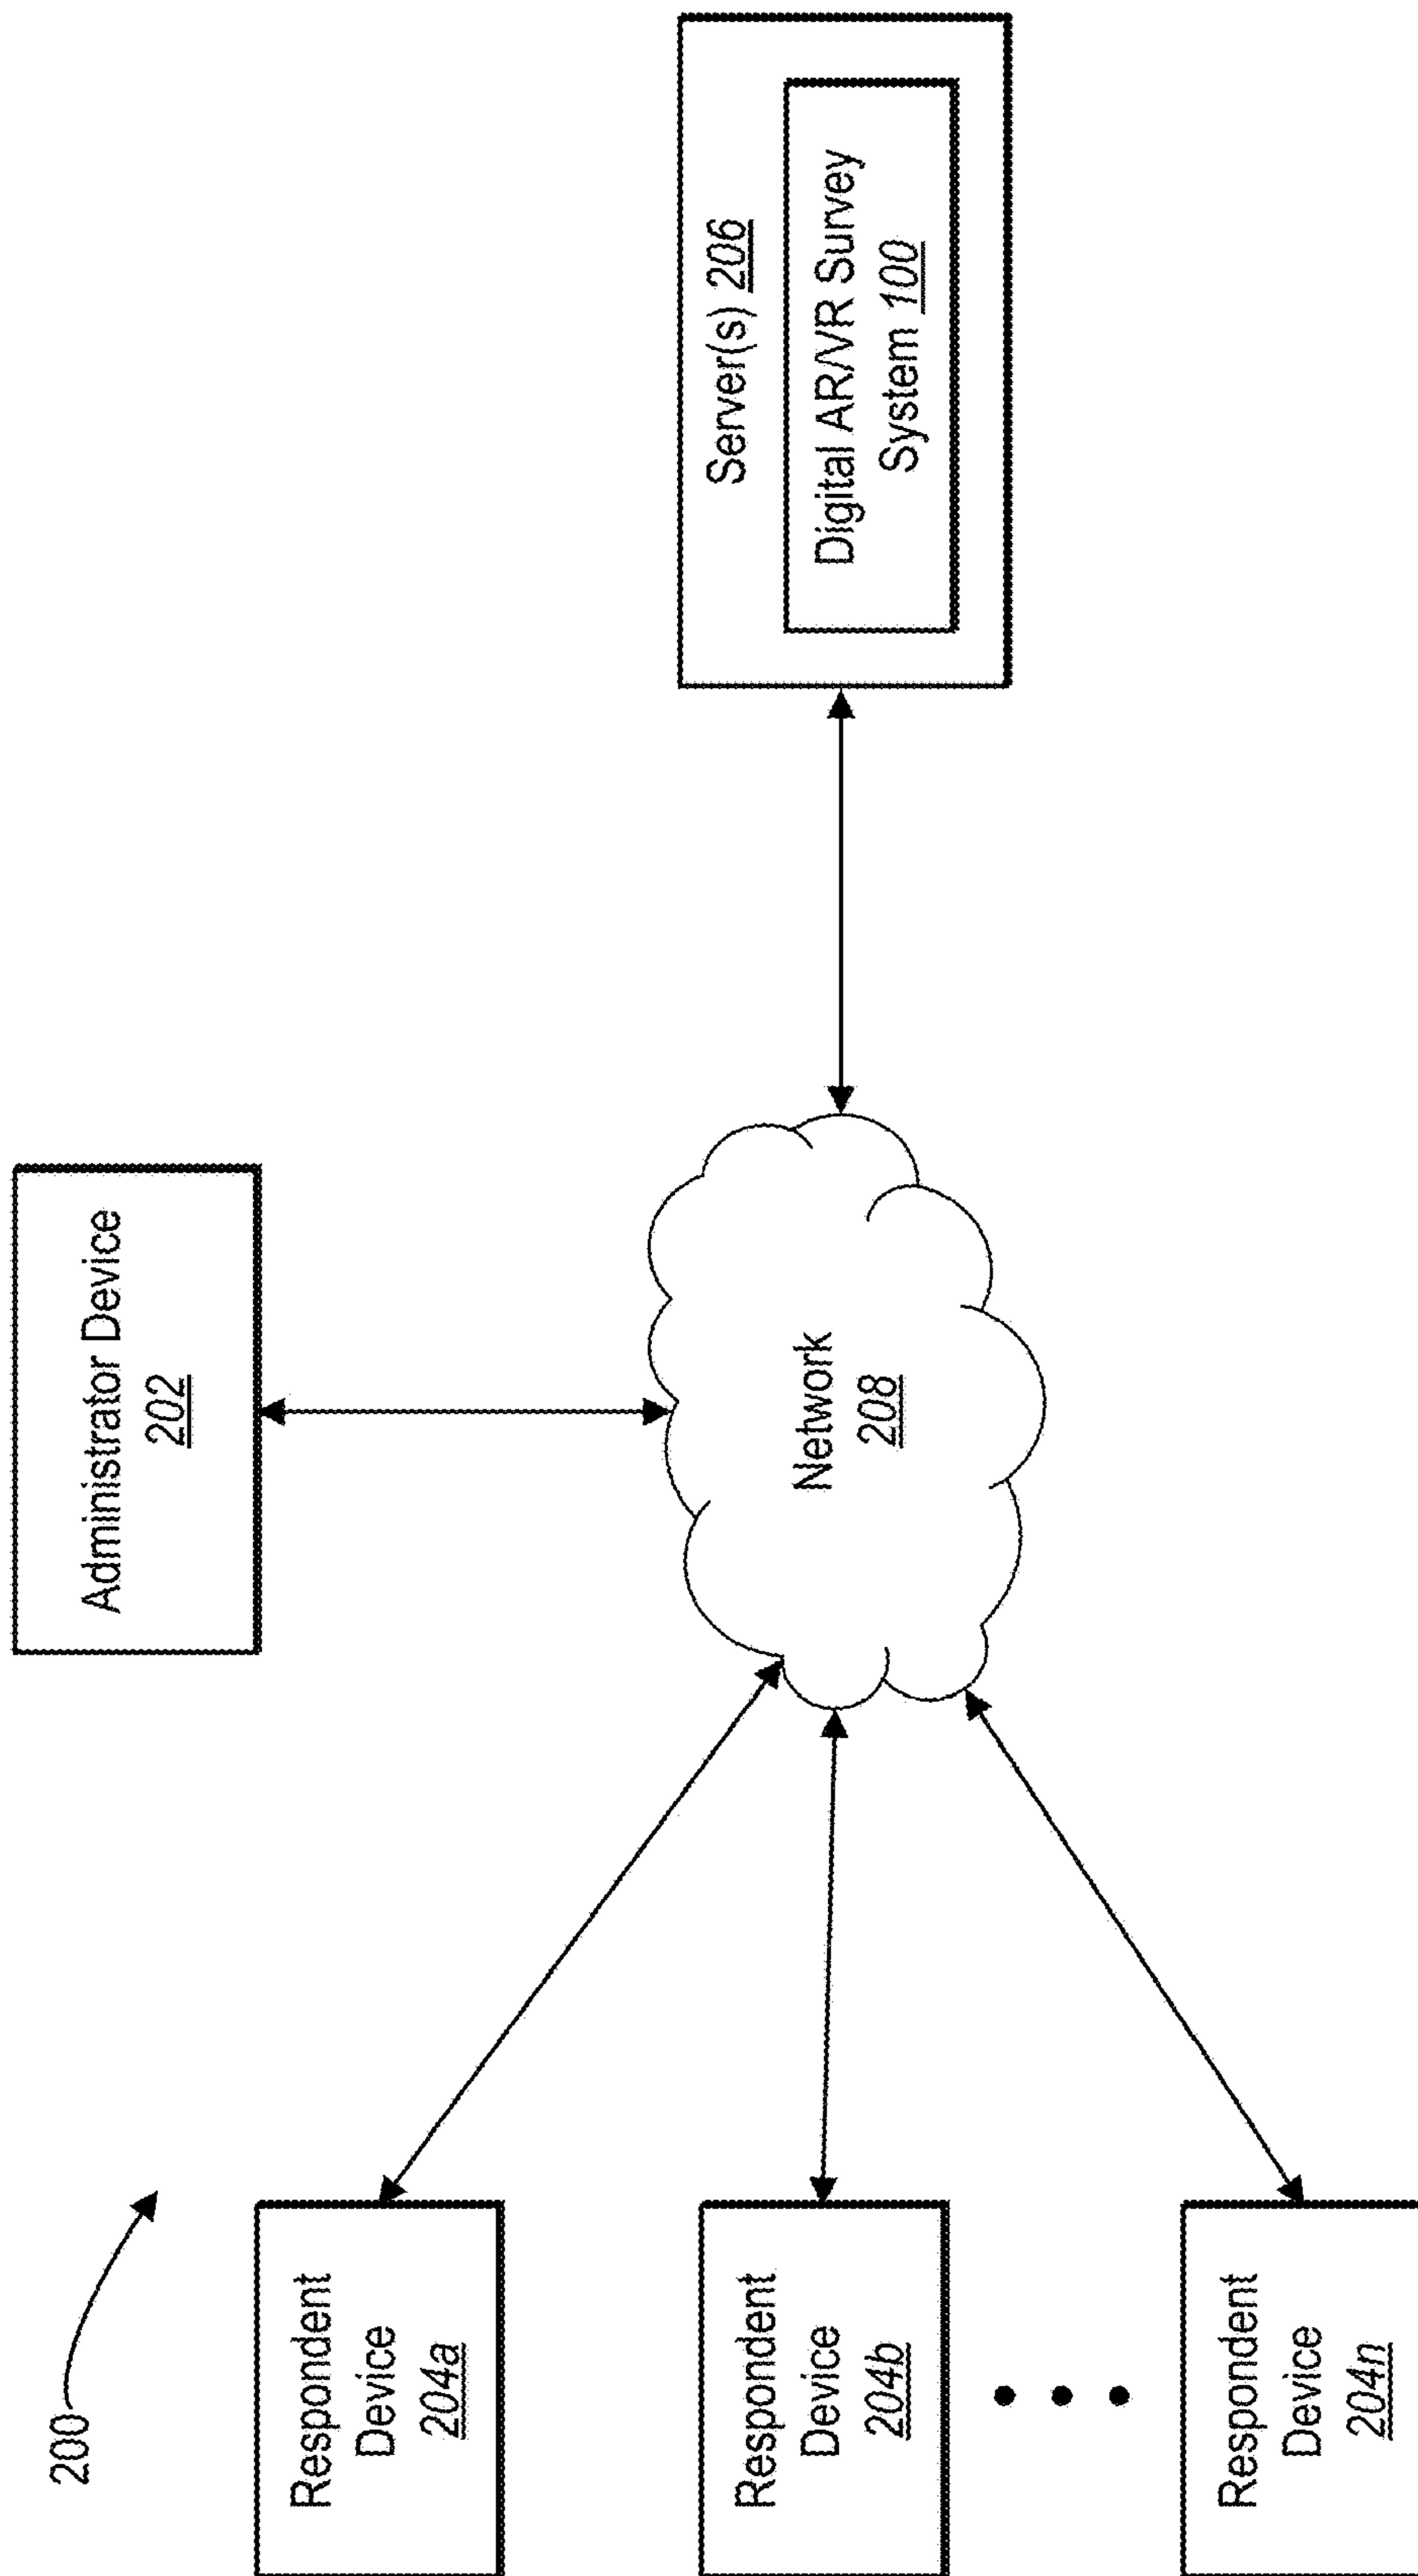 200
Administrator Device
202
Respondent
Device
204a
Respondent
Device
204b
Respondent
Device
204n
Network
208
Server(s) 206
Digital AR/VR Survey
System 100